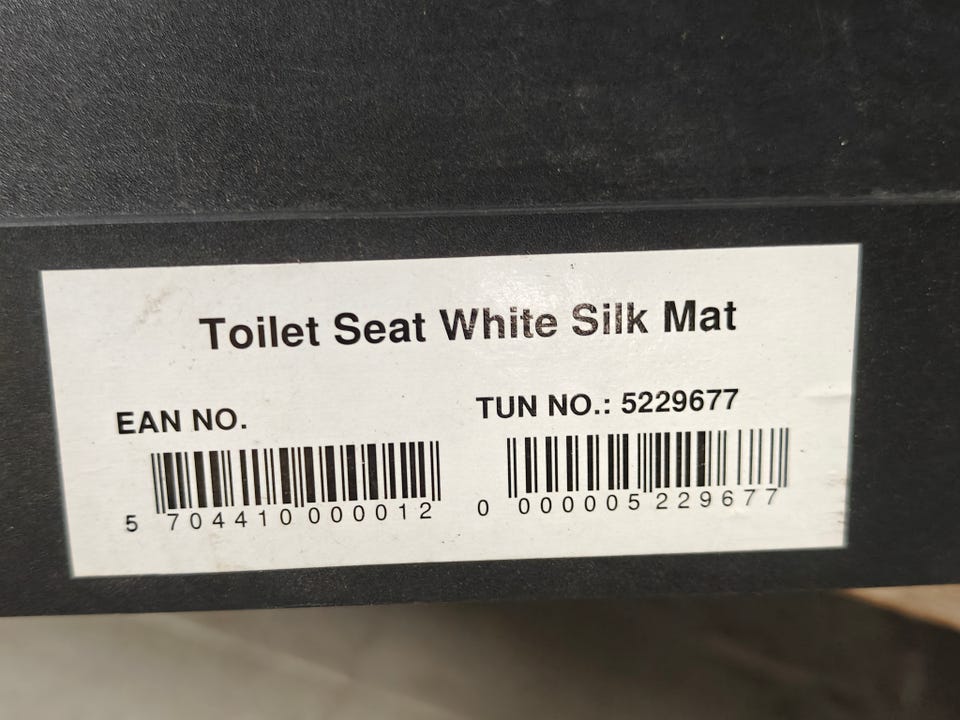 Toilet Seat White Silk Mat
EAN NO.
5 704410 000012
TUN NO.: 5229677
0 000005 229677